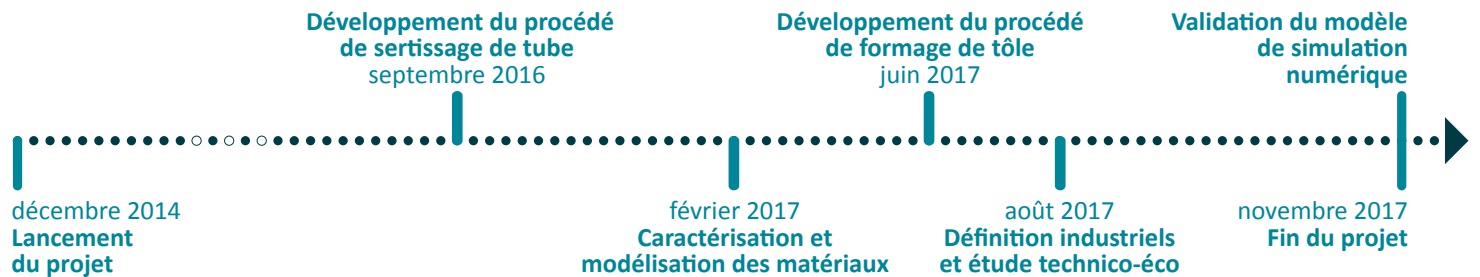 Développement du procédé
de sertissage de tube
septembre 2016
Développement du procédé
de formage de tôle
juin 2017
Validation du modèle
de simulation
numérique
décembre 2014
Lancement
du projet
février 2017
Caractérisation et
modélisation des matériaux
août 2017
Définition industriels
et étude technico-éco
novembre 2017
Fin du projet